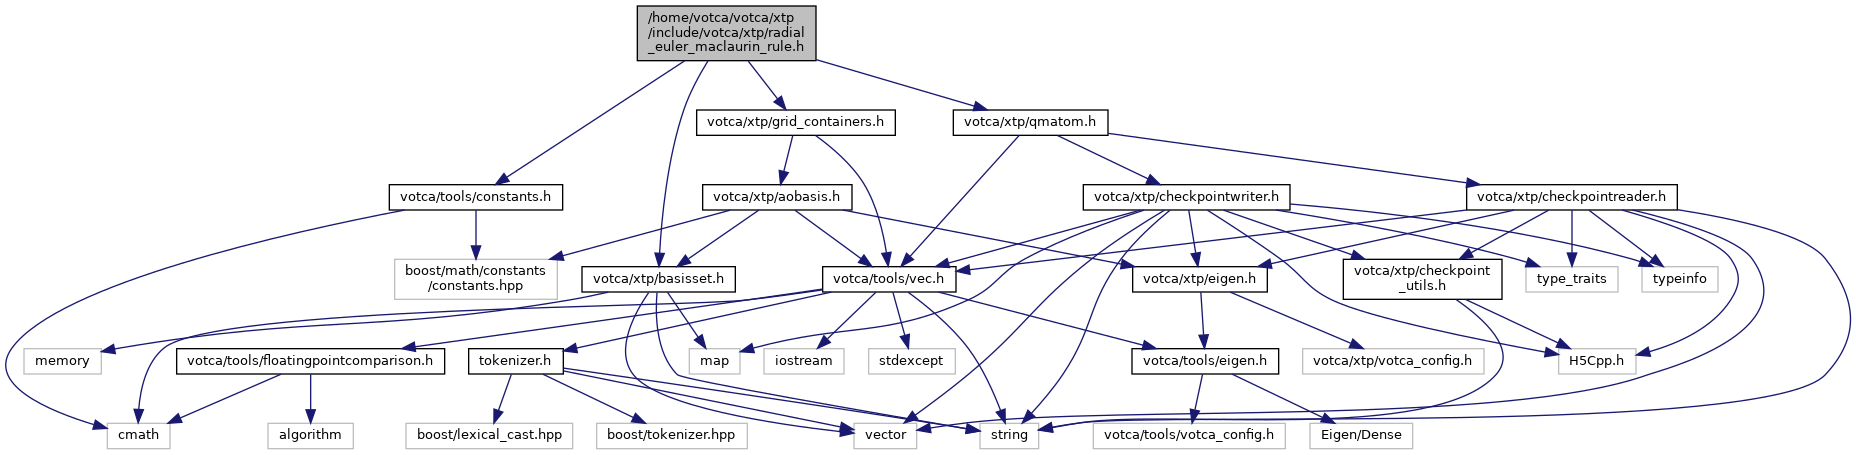 /home/votca/votca/xtp
/include/votca/xtp/radial
_euler_maclaurin_rule.h
votca/xtp/grid_containers.h
votca/xtp/qmatom.h
votca/tools/constants.h
votca/xtp/aobasis.h
votca/xtp/checkpointwriter.h
votca/xtp/checkpointreader.h
boost/math/constants
/constants.hpp
votca/xtp/basisset.h
votca/tools/vec.h
votca/xtp/eigen.h
votca/xtp/checkpoint
_utils.h
type_traits
typeinfo
memory
votca/tools/floatingpointcomparison.h
tokenizer.h
map
iostream
stdexcept
votca/tools/eigen.h
votca/xtp/votca_config.h
H5Cpp.h
cmath
algorithm
boost/lexical_cast.hpp
boost/tokenizer.hpp
vector
string
votca/tools/votca_config.h
Eigen/Dense